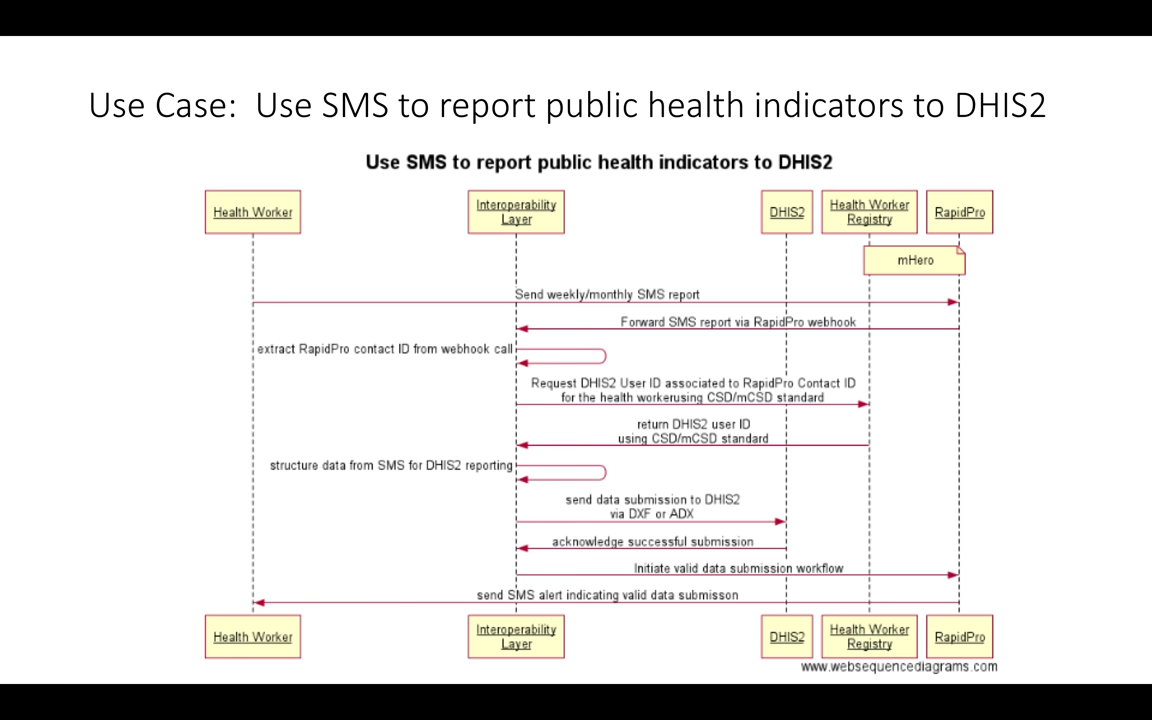 Use Case:  Use SMS to report public health indicators to DHIS2
Use SMS to report public health indicators to DHIS2
Health Worker
Interoperability
Layer
DHIS2
Health Worker
Registry
RapidPro
mHero
Send weekly/monthly SMS report
Forward SMS report via RapidPro webhook
extract RapidPro contact ID from webhook call
Request DHIS2 User ID associated to RapidPro Contact ID
for the health workerusing CSD/mCSD standard
return DHIS2 user ID
using CSD/mCSD standard
structure data from SMS for DHIS2 reporting
send data submission to DHIS2
via DXF or ADX
acknowledge successful submission
Initiate valid data submission workflow
send SMS alert indicating valid data submisson
Health Worker
Interoperability
Layer
DHIS2
Health Worker
Registry
RapidPro
www.websequencediagrams.com